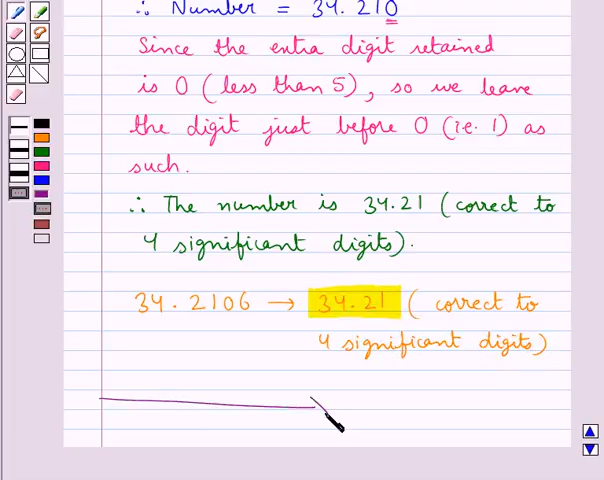 ∴ Number = 34.210
Since the extra digit retained
is 0 (less than 5), so we leave
the digit just before 0 (i.e. 1) as
such.
∴ The number is 34.21 (correct to
4 significant digits).
34.2106 → 34.21 ( correct to
4 significant digits)